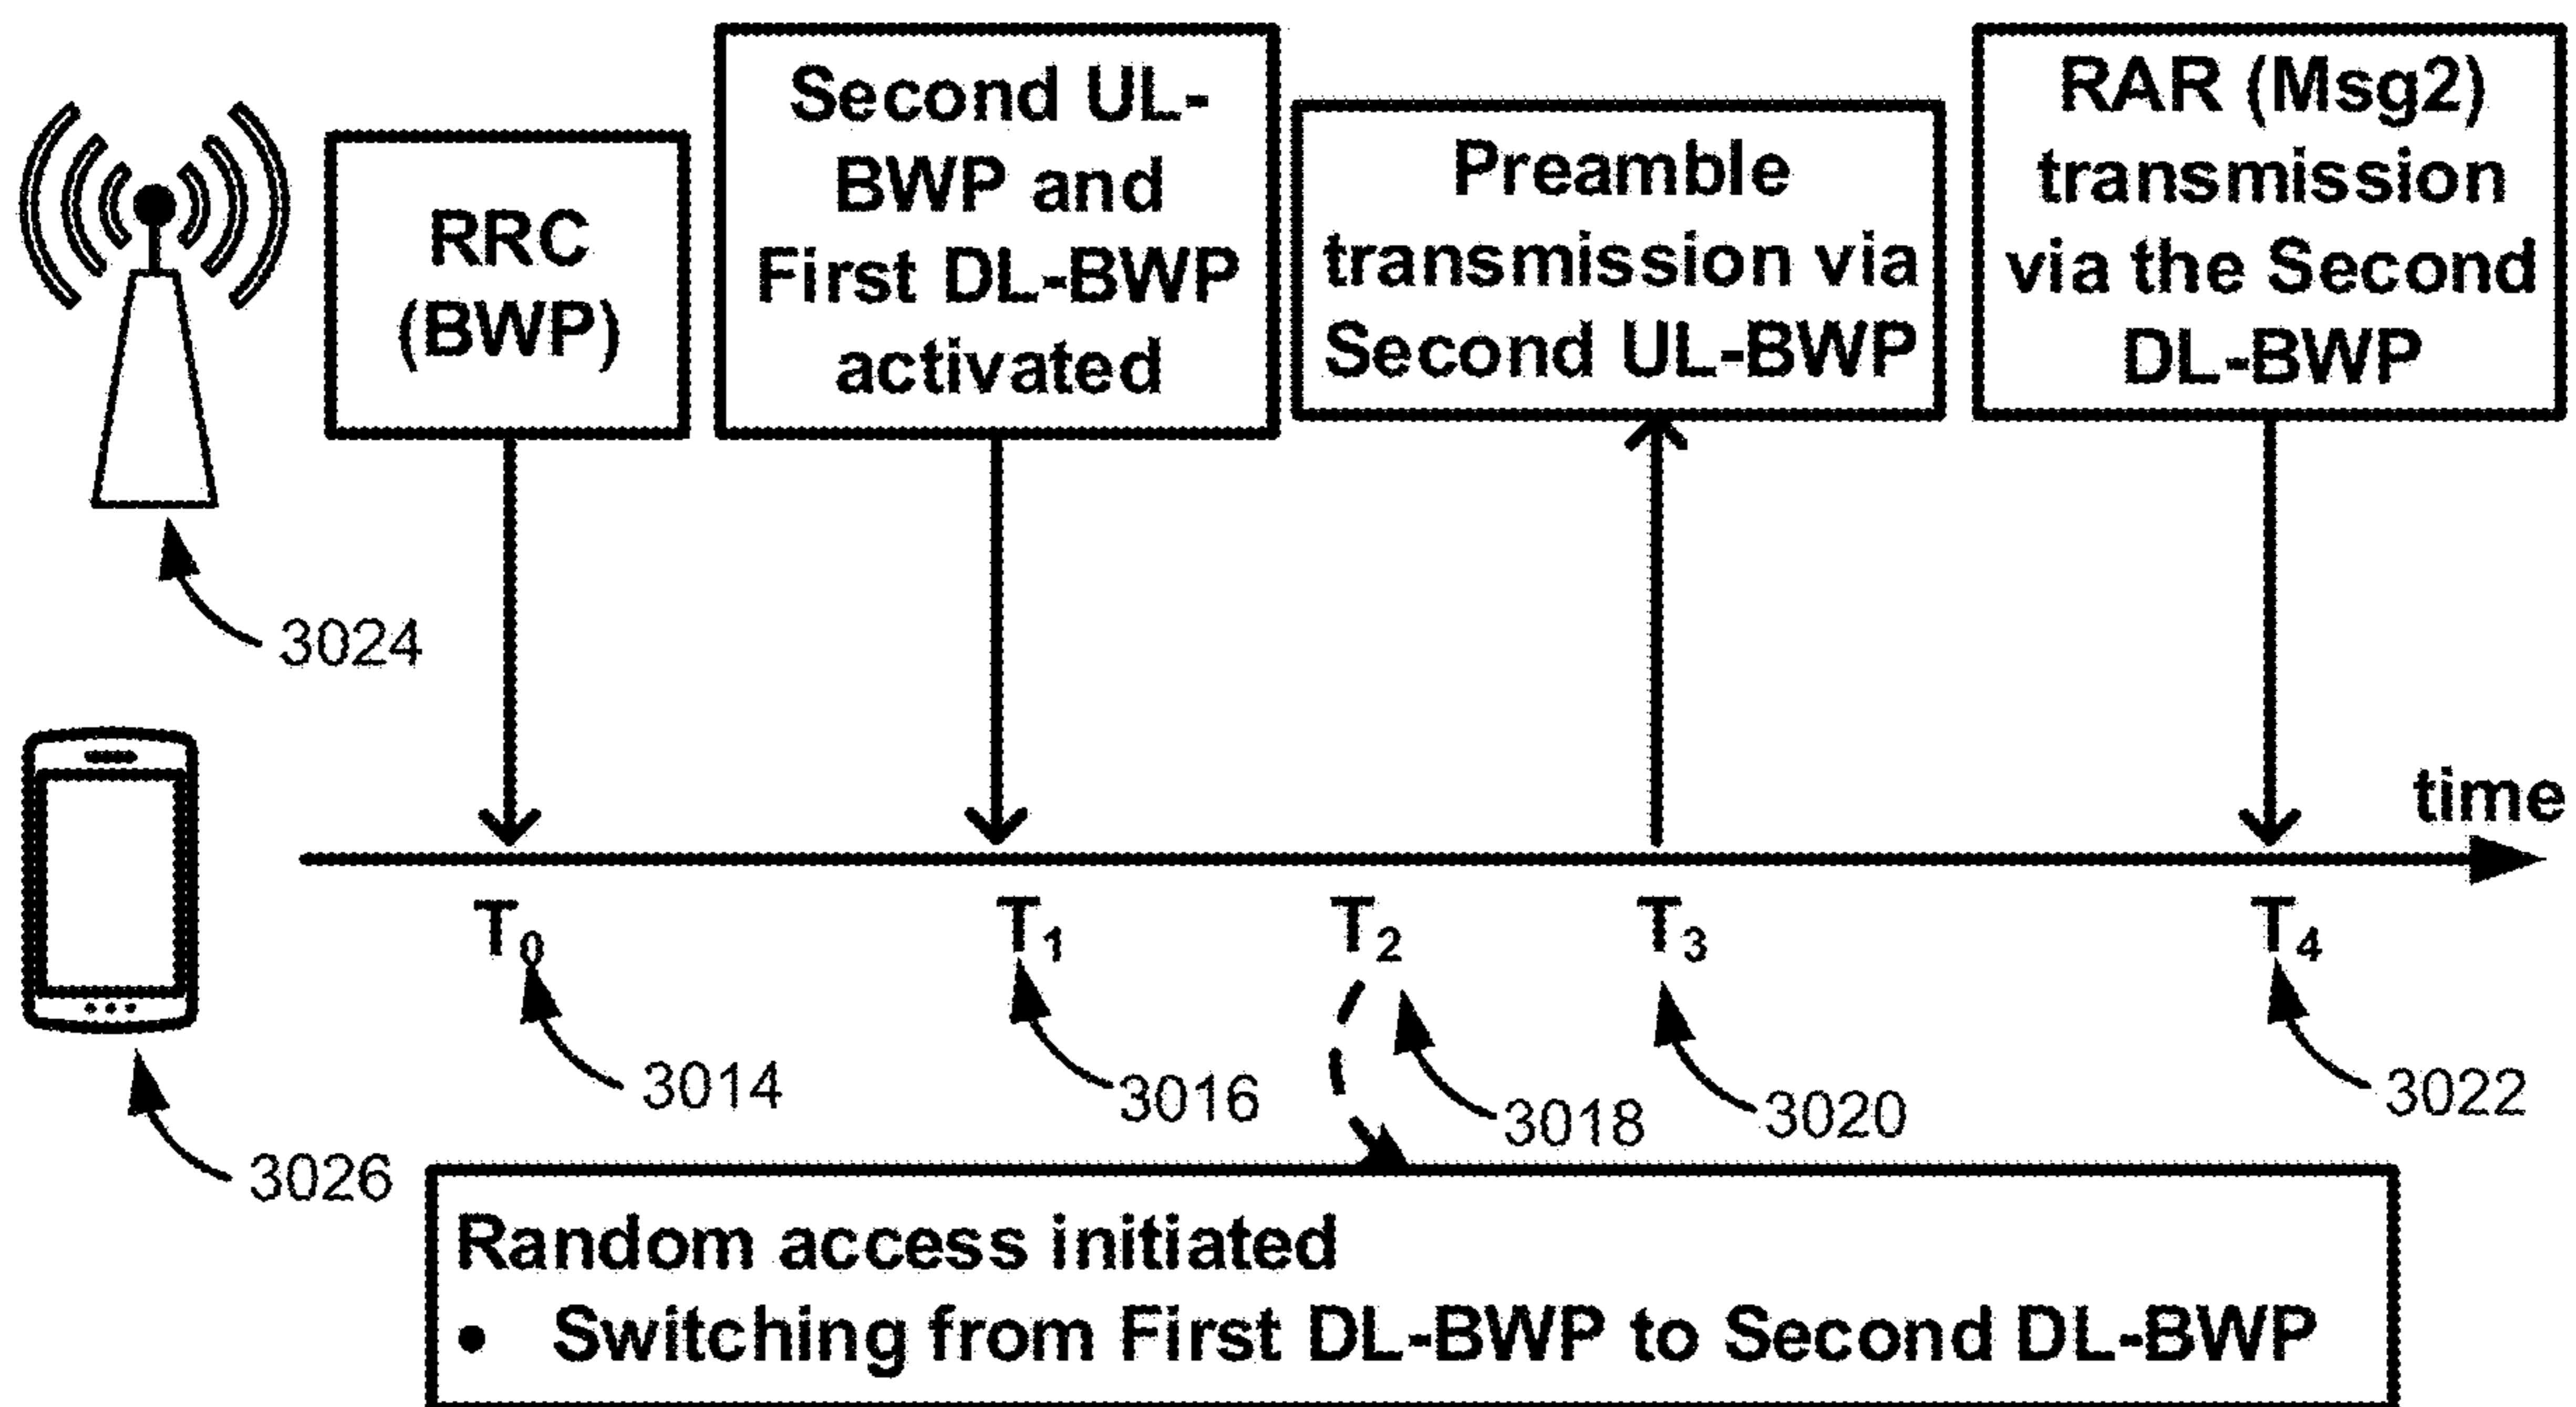 RRC
(BWP)
Second UL-
BWP and
First DL-BWP
activated
Preamble
transmission via
Second UL-BWP
RAR (Msg2)
transmission
via the Second
DL-BWP
3024
time
T0
T1
T2
T3
T4
3014
3016
3018
3020
3022
3026
Random access initiated
• Switching from First DL-BWP to Second DL-BWP